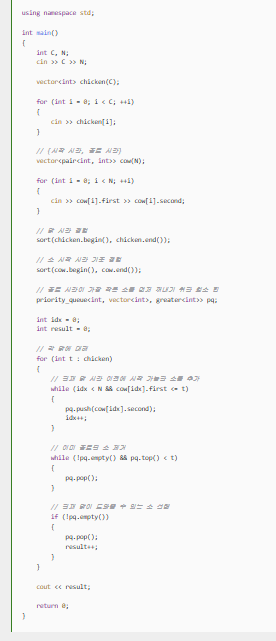 using namespace std;
int main()
{
int C, N;
cin >> C >> N;
vector<int> chicken(C);
for (int i = 0; i < C; ++i)
{
cin >> chicken[i];
}
// (시작 시간, 종료 시간)
vector<pair<int, int>> cow(N);
for (int i = 0; i < N; ++i)
{
cin >> cow[i].first >> cow[i].second;
}
// 닭 시간 정렬
sort(chicken.begin(), chicken.end());
// 소 시작 시간 기준 정렬
sort(cow.begin(), cow.end());
// 종료 시간이 가장 작은 소를 먼저 꺼내기 위한 최소 힙
priority_queue<int, vector<int>, greater<int>> pq;
int idx = 0;
int result = 0;
// 각 닭에 대해
for (int t : chicken)
{
// 현재 닭 시간 이전에 시작 가능한 소를 추가
while (idx < N && cow[idx].first <= t)
{
pq.push(cow[idx].second);
idx++;
}
// 이미 종료된 소 제거
while (!pq.empty() && pq.top() < t)
{
pq.pop();
}
// 현재 닭이 도와줄 수 있는 소 선택
if (!pq.empty())
{
pq.pop();
result++;
}
}
cout << result;
return 0;
}